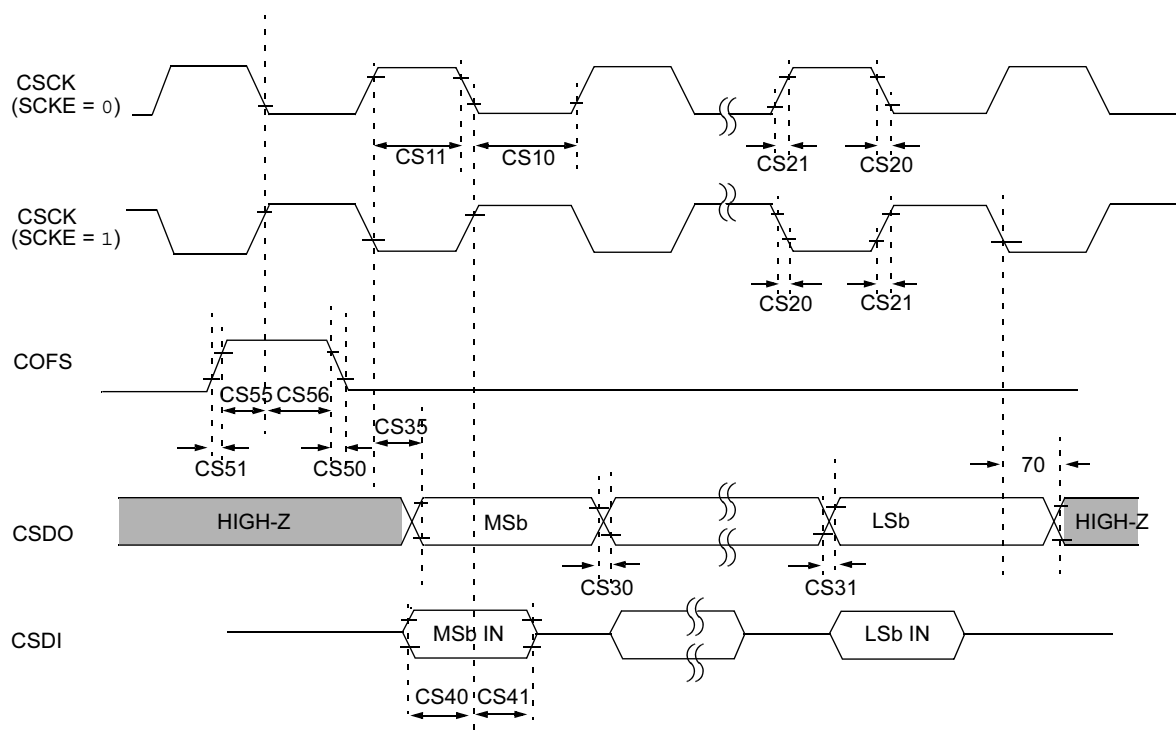 CSCK
(SCKE = 0)
CS11
CS10
CS21
CS20
CSCK
(SCKE = 1)
CS20
CS21
COFS
CS55
CS56
CS35
CS51
CS50
70
CSDO
HIGH-Z
MSb
LSb
HIGH-Z
CS30
CS31
CSDI
MSb IN
LSb IN
CS40
CS41